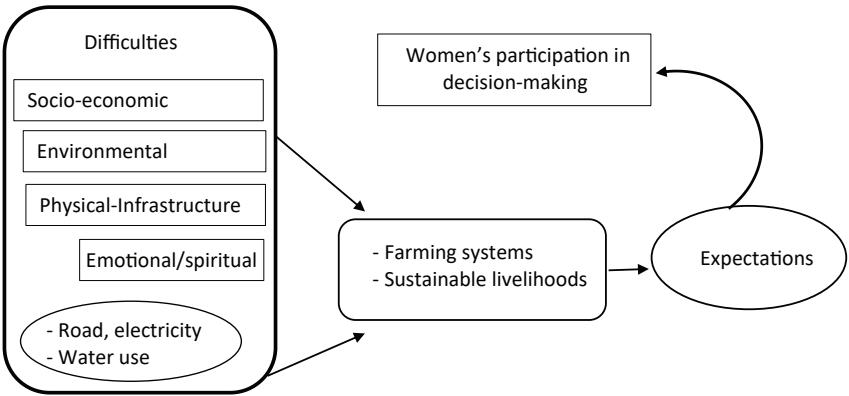 Difficulties
Socio-economic
Environmental
Physical-Infrastructure
Emotional/spiritual
- Road, electricity
- Water use
- Farming systems
- Sustainable livelihoods
Expectations
Women’s participation in
decision-making